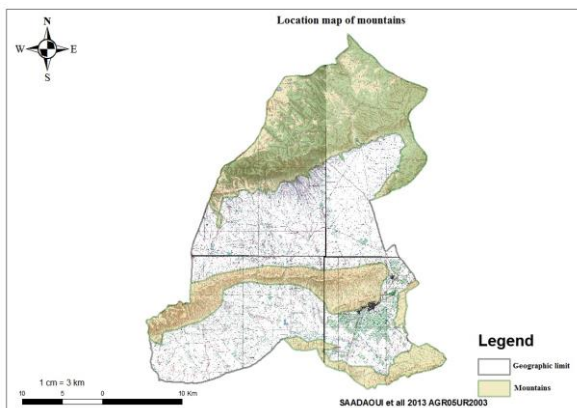 Location map of mountains
N
W
E
S
Legend
Geographic limit
Mountains
1 cm = 3 km
10 5 0 10 Km
SAADAOUI et all 2013 AGR05UR2003